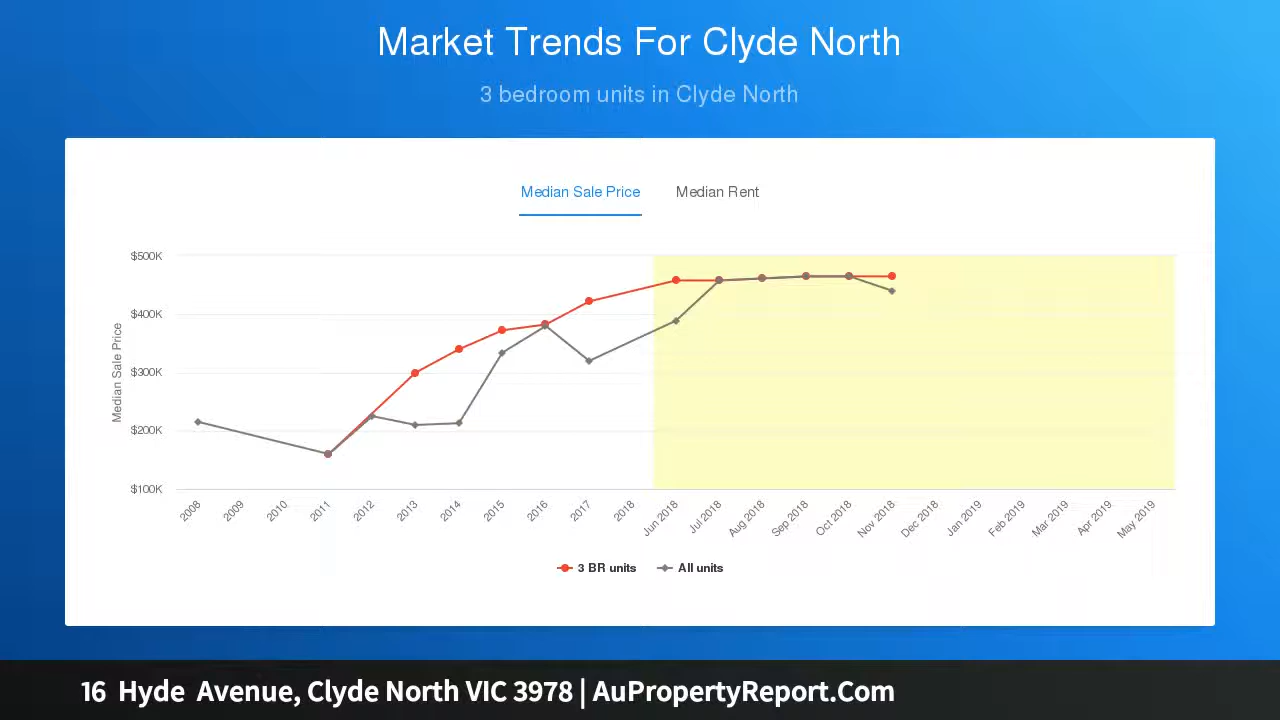 Market Trends For Clyde North
3 bedroom units in Clyde North
Median Sale Price Median Rent
$500K
$400K
$300K
$200K
$100K
Median Sale Price
2008 2009 2010 2011 2012 2013 2014 2015 2016 2017 2018 Jun 2018 Jul 2018 Aug 2018 Sep 2018 Oct 2018 Nov 2018 Dec 2018 Jan 2019 Feb 2019 Mar 2019 Apr 2019 May 2019
3 BR units All units
16 Hyde Avenue, Clyde North VIC 3978 | AuPropertyReport.Com